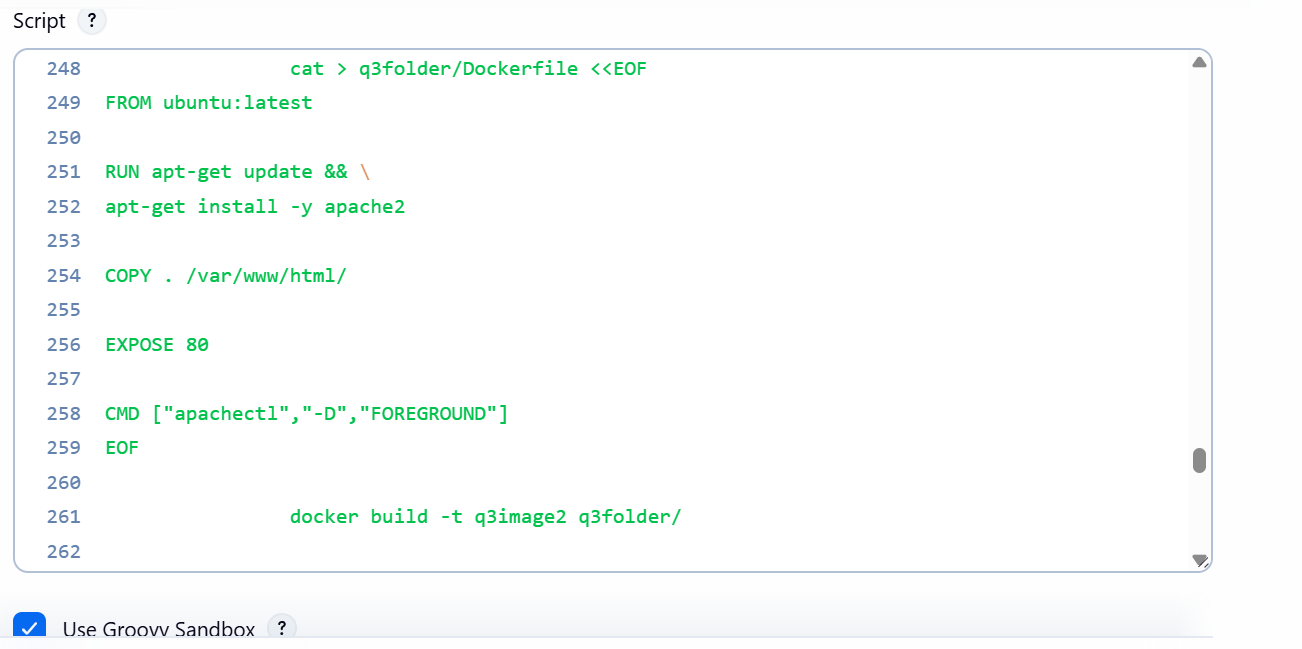 Script ?
248 cat > q3folder/Dockerfile <<EOF
249 FROM ubuntu:latest
250
251 RUN apt-get update && \
252 apt-get install -y apache2
253
254 COPY . /var/www/html/
255
256 EXPOSE 80
257
258 CMD ["apachectl","-D","FOREGROUND"]
259 EOF
260
261 docker build -t q3image2 q3folder/
262
Use Groovy Sandbox ?